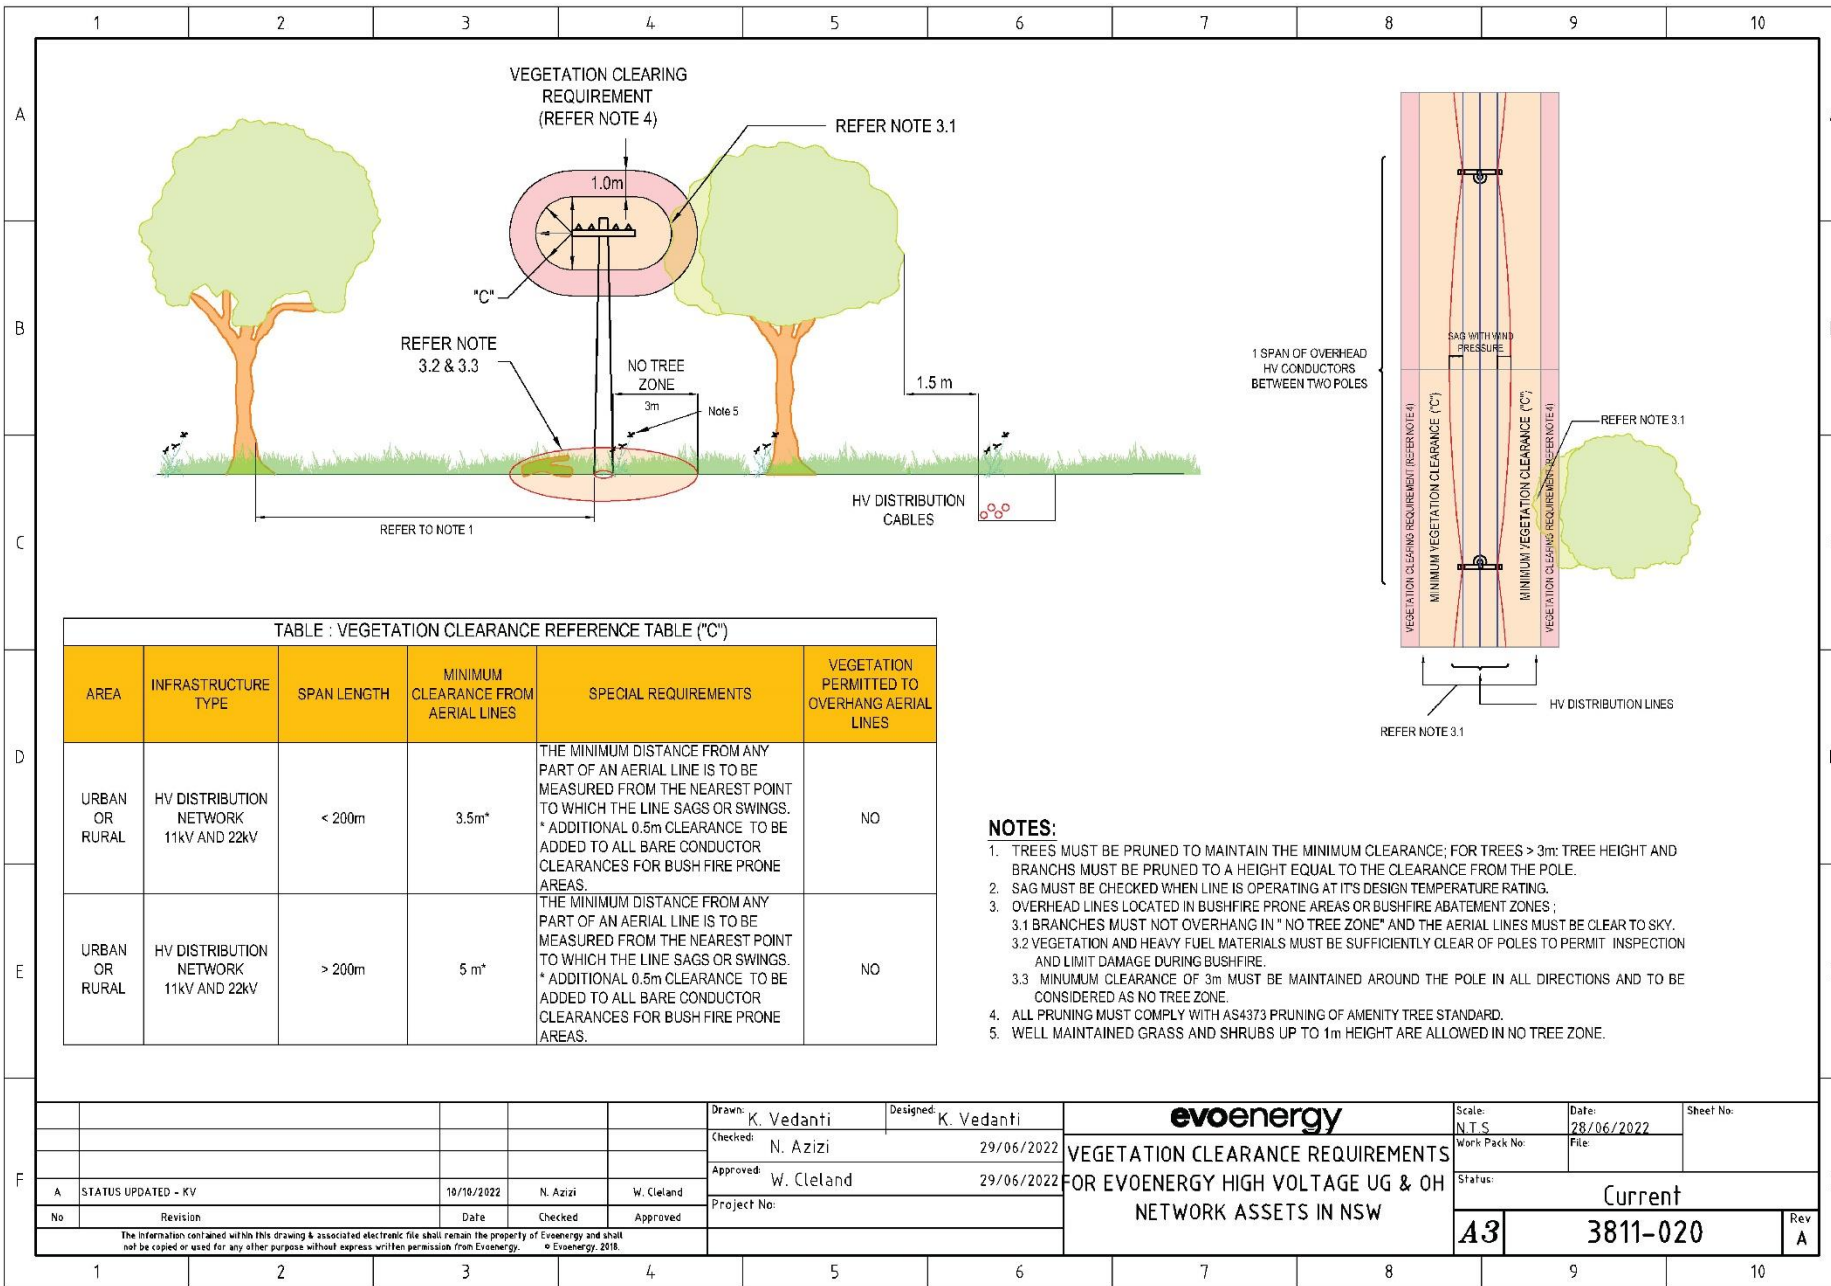 1 2 3 4 5 6 7 8 9 10
A
B
C
D
E
F
VEGETATION CLEARING
REQUIREMENT
(REFER NOTE 4)
REFER NOTE 3.1
1.0m
"C"
REFER NOTE
3.2 & 3.3
NO TREE
ZONE
3m
Note 5
1.5 m
HV DISTRIBUTION
CABLES
REFER TO NOTE 1
1 SPAN OF OVERHEAD
HV CONDUCTORS
BETWEEN TWO POLES
SAG WITH WIND
PRESSURE
VEGETATION CLEARING REQUIREMENT (REFER NOTE 4)
MINIMUM VEGETATION CLEARANCE ("C")
MINIMUM VEGETATION CLEARANCE ("C")
VEGETATION CLEARING REQUIREMENT (REFER NOTE 4)
REFER NOTE 3.1
HV DISTRIBUTION LINES
REFER NOTE 3.1
TABLE : VEGETATION CLEARANCE REFERENCE TABLE ("C")
AREA
INFRASTRUCTURE
TYPE
SPAN LENGTH
MINIMUM
CLEARANCE FROM
AERIAL LINES
SPECIAL REQUIREMENTS
VEGETATION
PERMITTED TO
OVERHANG AERIAL
LINES
URBAN
OR
RURAL
HV DISTRIBUTION
NETWORK
11kV AND 22kV
< 200m
3.5m*
THE MINIMUM DISTANCE FROM ANY
PART OF AN AERIAL LINE IS TO BE
MEASURED FROM THE NEAREST POINT
TO WHICH THE LINE SAGS OR SWINGS.
* ADDITIONAL 0.5m CLEARANCE TO BE
ADDED TO ALL BARE CONDUCTOR
CLEARANCES FOR BUSH FIRE PRONE
AREAS.
NO
URBAN
OR
RURAL
HV DISTRIBUTION
NETWORK
11kV AND 22kV
> 200m
5 m*
THE MINIMUM DISTANCE FROM ANY
PART OF AN AERIAL LINE IS TO BE
MEASURED FROM THE NEAREST POINT
TO WHICH THE LINE SAGS OR SWINGS.
* ADDITIONAL 0.5m CLEARANCE TO BE
ADDED TO ALL BARE CONDUCTOR
CLEARANCES FOR BUSH FIRE PRONE
AREAS.
NO
NOTES:
1. TREES MUST BE PRUNED TO MAINTAIN THE MINIMUM CLEARANCE; FOR TREES > 3m: TREE HEIGHT AND
BRANCHS MUST BE PRUNED TO A HEIGHT EQUAL TO THE CLEARANCE FROM THE POLE.
2. SAG MUST BE CHECKED WHEN LINE IS OPERATING AT IT'S DESIGN TEMPERATURE RATING.
3. OVERHEAD LINES LOCATED IN BUSHFIRE PRONE AREAS OR BUSHFIRE ABATEMENT ZONES ;
3.1 BRANCHES MUST NOT OVERHANG IN " NO TREE ZONE" AND THE AERIAL LINES MUST BE CLEAR TO SKY.
3.2 VEGETATION AND HEAVY FUEL MATERIALS MUST BE SUFFICIENTLY CLEAR OF POLES TO PERMIT INSPECTION
AND LIMIT DAMAGE DURING BUSHFIRE.
3.3 MINUMUM CLEARANCE OF 3m MUST BE MAINTAINED AROUND THE POLE IN ALL DIRECTIONS AND TO BE
CONSIDERED AS NO TREE ZONE.
4. ALL PRUNING MUST COMPLY WITH AS4373 PRUNING OF AMENITY TREE STANDARD.
5. WELL MAINTAINED GRASS AND SHRUBS UP TO 1m HEIGHT ARE ALLOWED IN NO TREE ZONE.
A STATUS UPDATED - KV 10/10/2022 N. Azizi W. Cleland
No Revision Date Checked Approved
The information contained within this drawing & associated electronic file shall remain the property of Evoenergy and shall
not be copied or used for any other purpose without express written permission from Evoenergy. © Evoenergy. 2018.
Drawn: K. Vedanti
Designed: K. Vedanti
Checked: N. Azizi 29/06/2022
Approved: W. Cleland 29/06/2022
Project No:
evoenergy
VEGETATION CLEARANCE REQUIREMENTS
FOR EVOENERGY HIGH VOLTAGE UG & OH
NETWORK ASSETS IN NSW
Scale: N.T.S
Date: 28/06/2022
Sheet No:
Work Pack No:
File:
Status: Current
A3 3811-020 Rev A
1 2 3 4 5 6 7 8 9 10